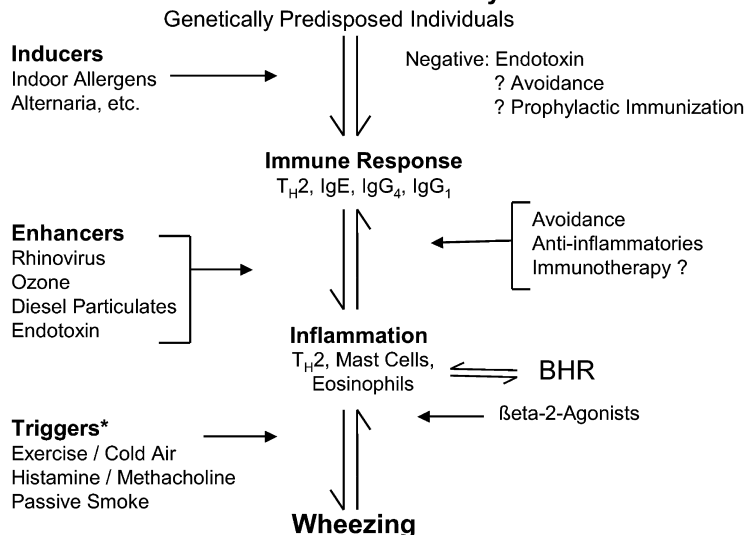 Genetically Predisposed Individuals
Inducers
Indoor Allergens
Alternaria, etc.
Negative: Endotoxin
? Avoidance
? Prophylactic Immunization
Immune Response
TH2, IgE, IgG4, IgG1
Enhancers
Rhinovirus
Ozone
Diesel Particulates
Endotoxin
Avoidance
Anti-inflammatories
Immunotherapy ?
Inflammation
TH2, Mast Cells,
Eosinophils
BHR
ßeta-2-Agonists
Triggers*
Exercise / Cold Air
Histamine / Methacholine
Passive Smoke
Wheezing